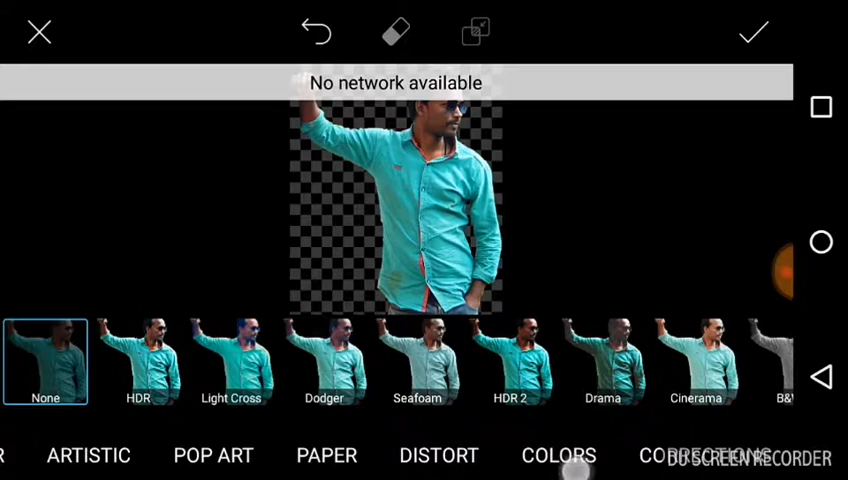 No network available
None
HDR
Light Cross
Dodger
Seafoam
HDR 2
Drama
Cinerama
B&W
R
ARTISTIC
POP ART
PAPER
DISTORT
COLORS
CORRECTIONS
DU SCREEN RECORDER